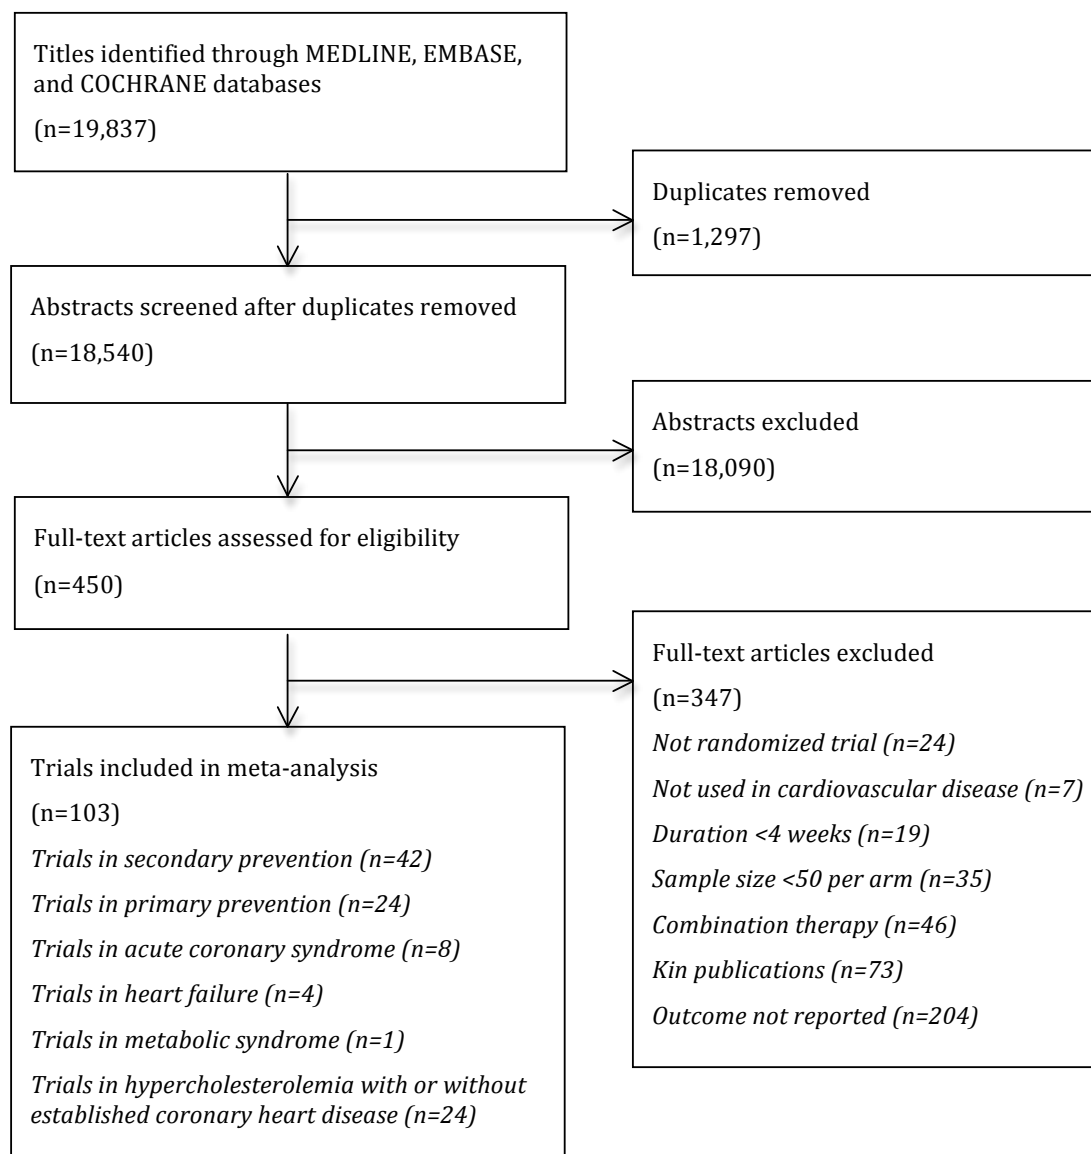 Titles identified through MEDLINE, EMBASE,
and COCHRANE databases
(n=19,837)
Duplicates removed
(n=1,297)
Abstracts screened after duplicates removed
(n=18,540)
Abstracts excluded
(n=18,090)
Full-text articles assessed for eligibility
(n=450)
Full-text articles excluded
(n=347)
Not randomized trial (n=24)
Not used in cardiovascular disease (n=7)
Duration <4 weeks (n=19)
Sample size <50 per arm (n=35)
Combination therapy (n=46)
Kin publications (n=73)
Outcome not reported (n=204)
Trials included in meta-analysis
(n=103)
Trials in secondary prevention (n=42)
Trials in primary prevention (n=24)
Trials in acute coronary syndrome (n=8)
Trials in heart failure (n=4)
Trials in metabolic syndrome (n=1)
Trials in hypercholesterolemia with or without
established coronary heart disease (n=24)